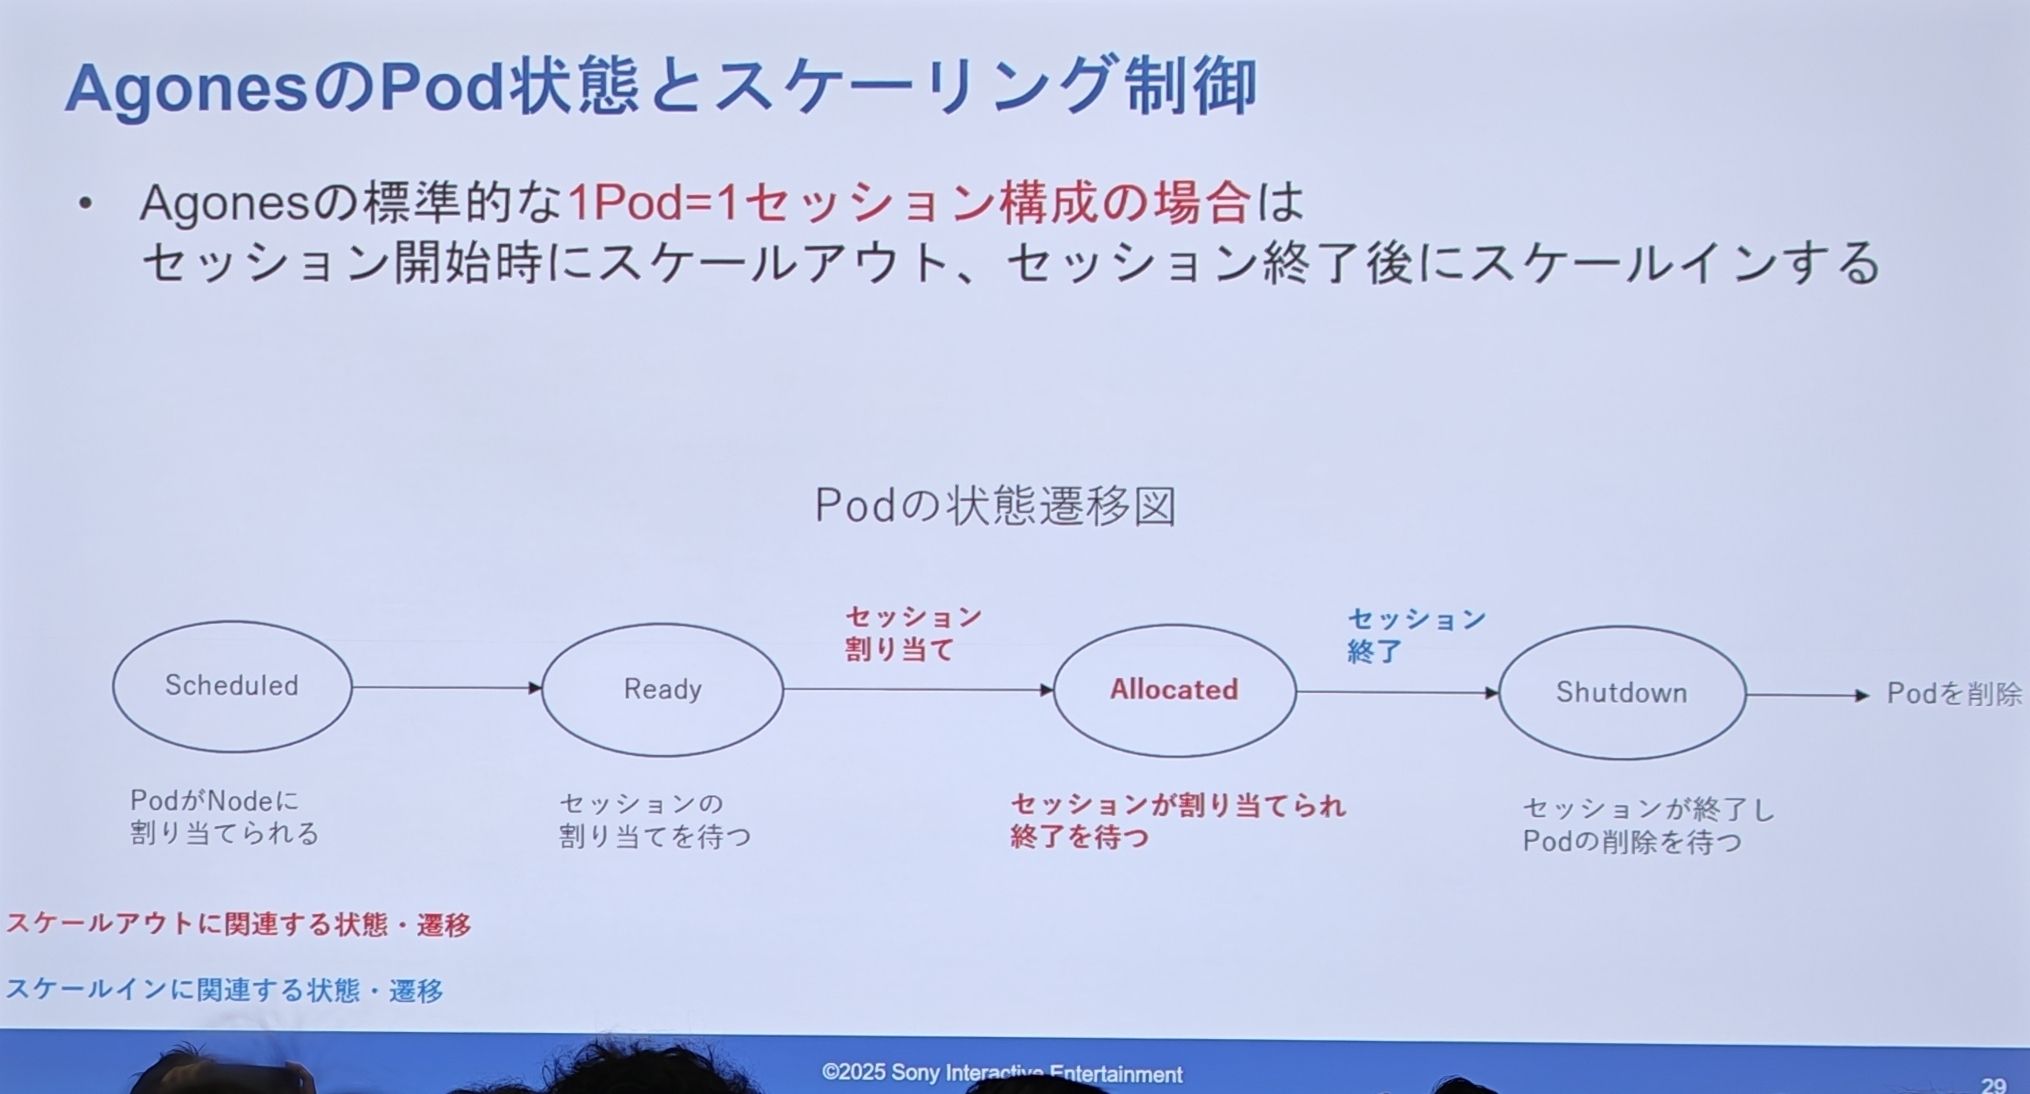 AgonesのPod状態とスケーリング制御
• Agonesの標準的な1Pod=1セッション構成の場合は
セッション開始時にスケールアウト、セッション終了後にスケールインする
Podの状態遷移図
Scheduled
PodがNodeに
割り当てられる
Ready
セッションの
割り当てを待つ
セッション
割り当て
Allocated
セッションが割り当てられ
終了を待つ
セッション
終了
Shutdown
セッションが終了し
Podの削除を待つ
Podを削除
スケールアウトに関連する状態・遷移
スケールインに関連する状態・遷移
©2025 Sony Interactive Entertainment
29